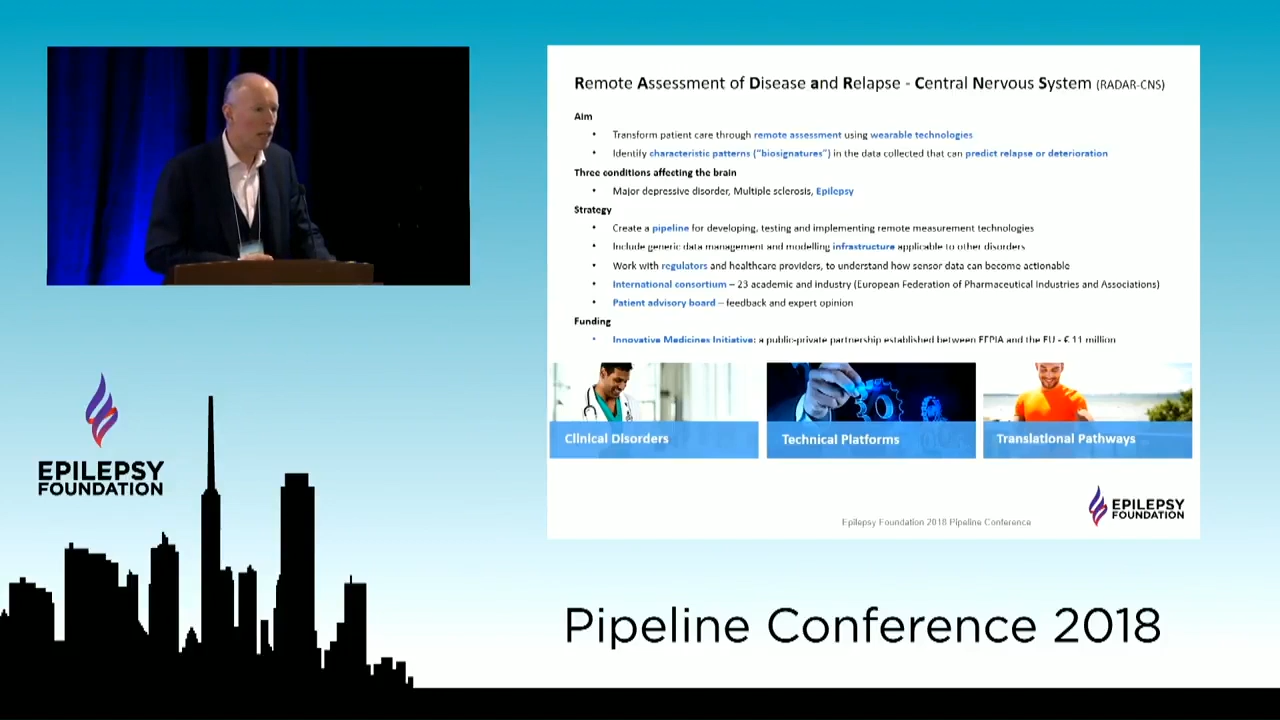 Remote Assessment of Disease and Relapse - Central Nervous System (RADAR-CNS)
Aim
• Transform patient care through remote assessment using wearable technologies
• Identify characteristic patterns ("biosignatures") in the data collected that can predict relapse or deterioration
Three conditions affecting the brain
• Major depressive disorder, Multiple sclerosis, Epilepsy
Strategy
• Create a pipeline for developing, testing and implementing remote measurement technologies
• Include generic data management and modelling infrastructure applicable to other disorders
• Work with regulators and healthcare providers, to understand how sensor data can become actionable
• International consortium – 23 academic and industry (European Federation of Pharmaceutical Industries and Associations)
• Patient advisory board – feedback and expert opinion
Funding
• Innovative Medicines Initiative: a public-private partnership established between EFPIA and the EU - € 11 million
Clinical Disorders
Technical Platforms
Translational Pathways
EPILEPSY
FOUNDATION
Epilepsy Foundation 2018 Pipeline Conference
EPILEPSY
FOUNDATION
Pipeline Conference 2018